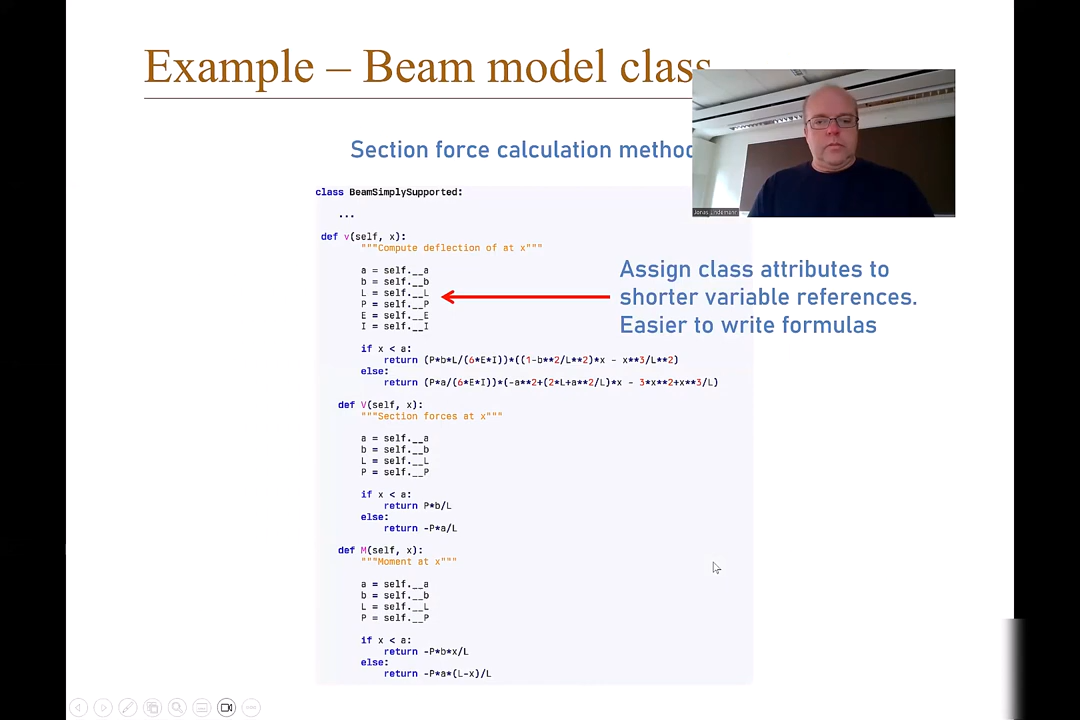 Example – Beam model class
Section force calculation method
class BeamSimplySupported:
...
def v(self, x):
"""Compute deflection of at x"""
a = self.__a
b = self.__b
L = self.__L
P = self.__P
E = self.__E
I = self.__I
if x < a:
return (P*b*L/(6*E*I))*((1-b**2/L**2)*x - x**3/L**2)
else:
return (P*a/(6*E*I))*(-a**2+(2*L+a**2/L)*x - 3*x**2+x**3/L)
def V(self, x):
"""Section forces at x"""
a = self.__a
b = self.__b
L = self.__L
P = self.__P
if x < a:
return P*b/L
else:
return -P*a/L
def M(self, x):
"""Moment at x"""
a = self.__a
b = self.__b
L = self.__L
P = self.__P
if x < a:
return -P*b*x/L
else:
return -P*a*(L-x)/L
Assign class attributes to
shorter variable references.
Easier to write formulas
Jonas Lindemann